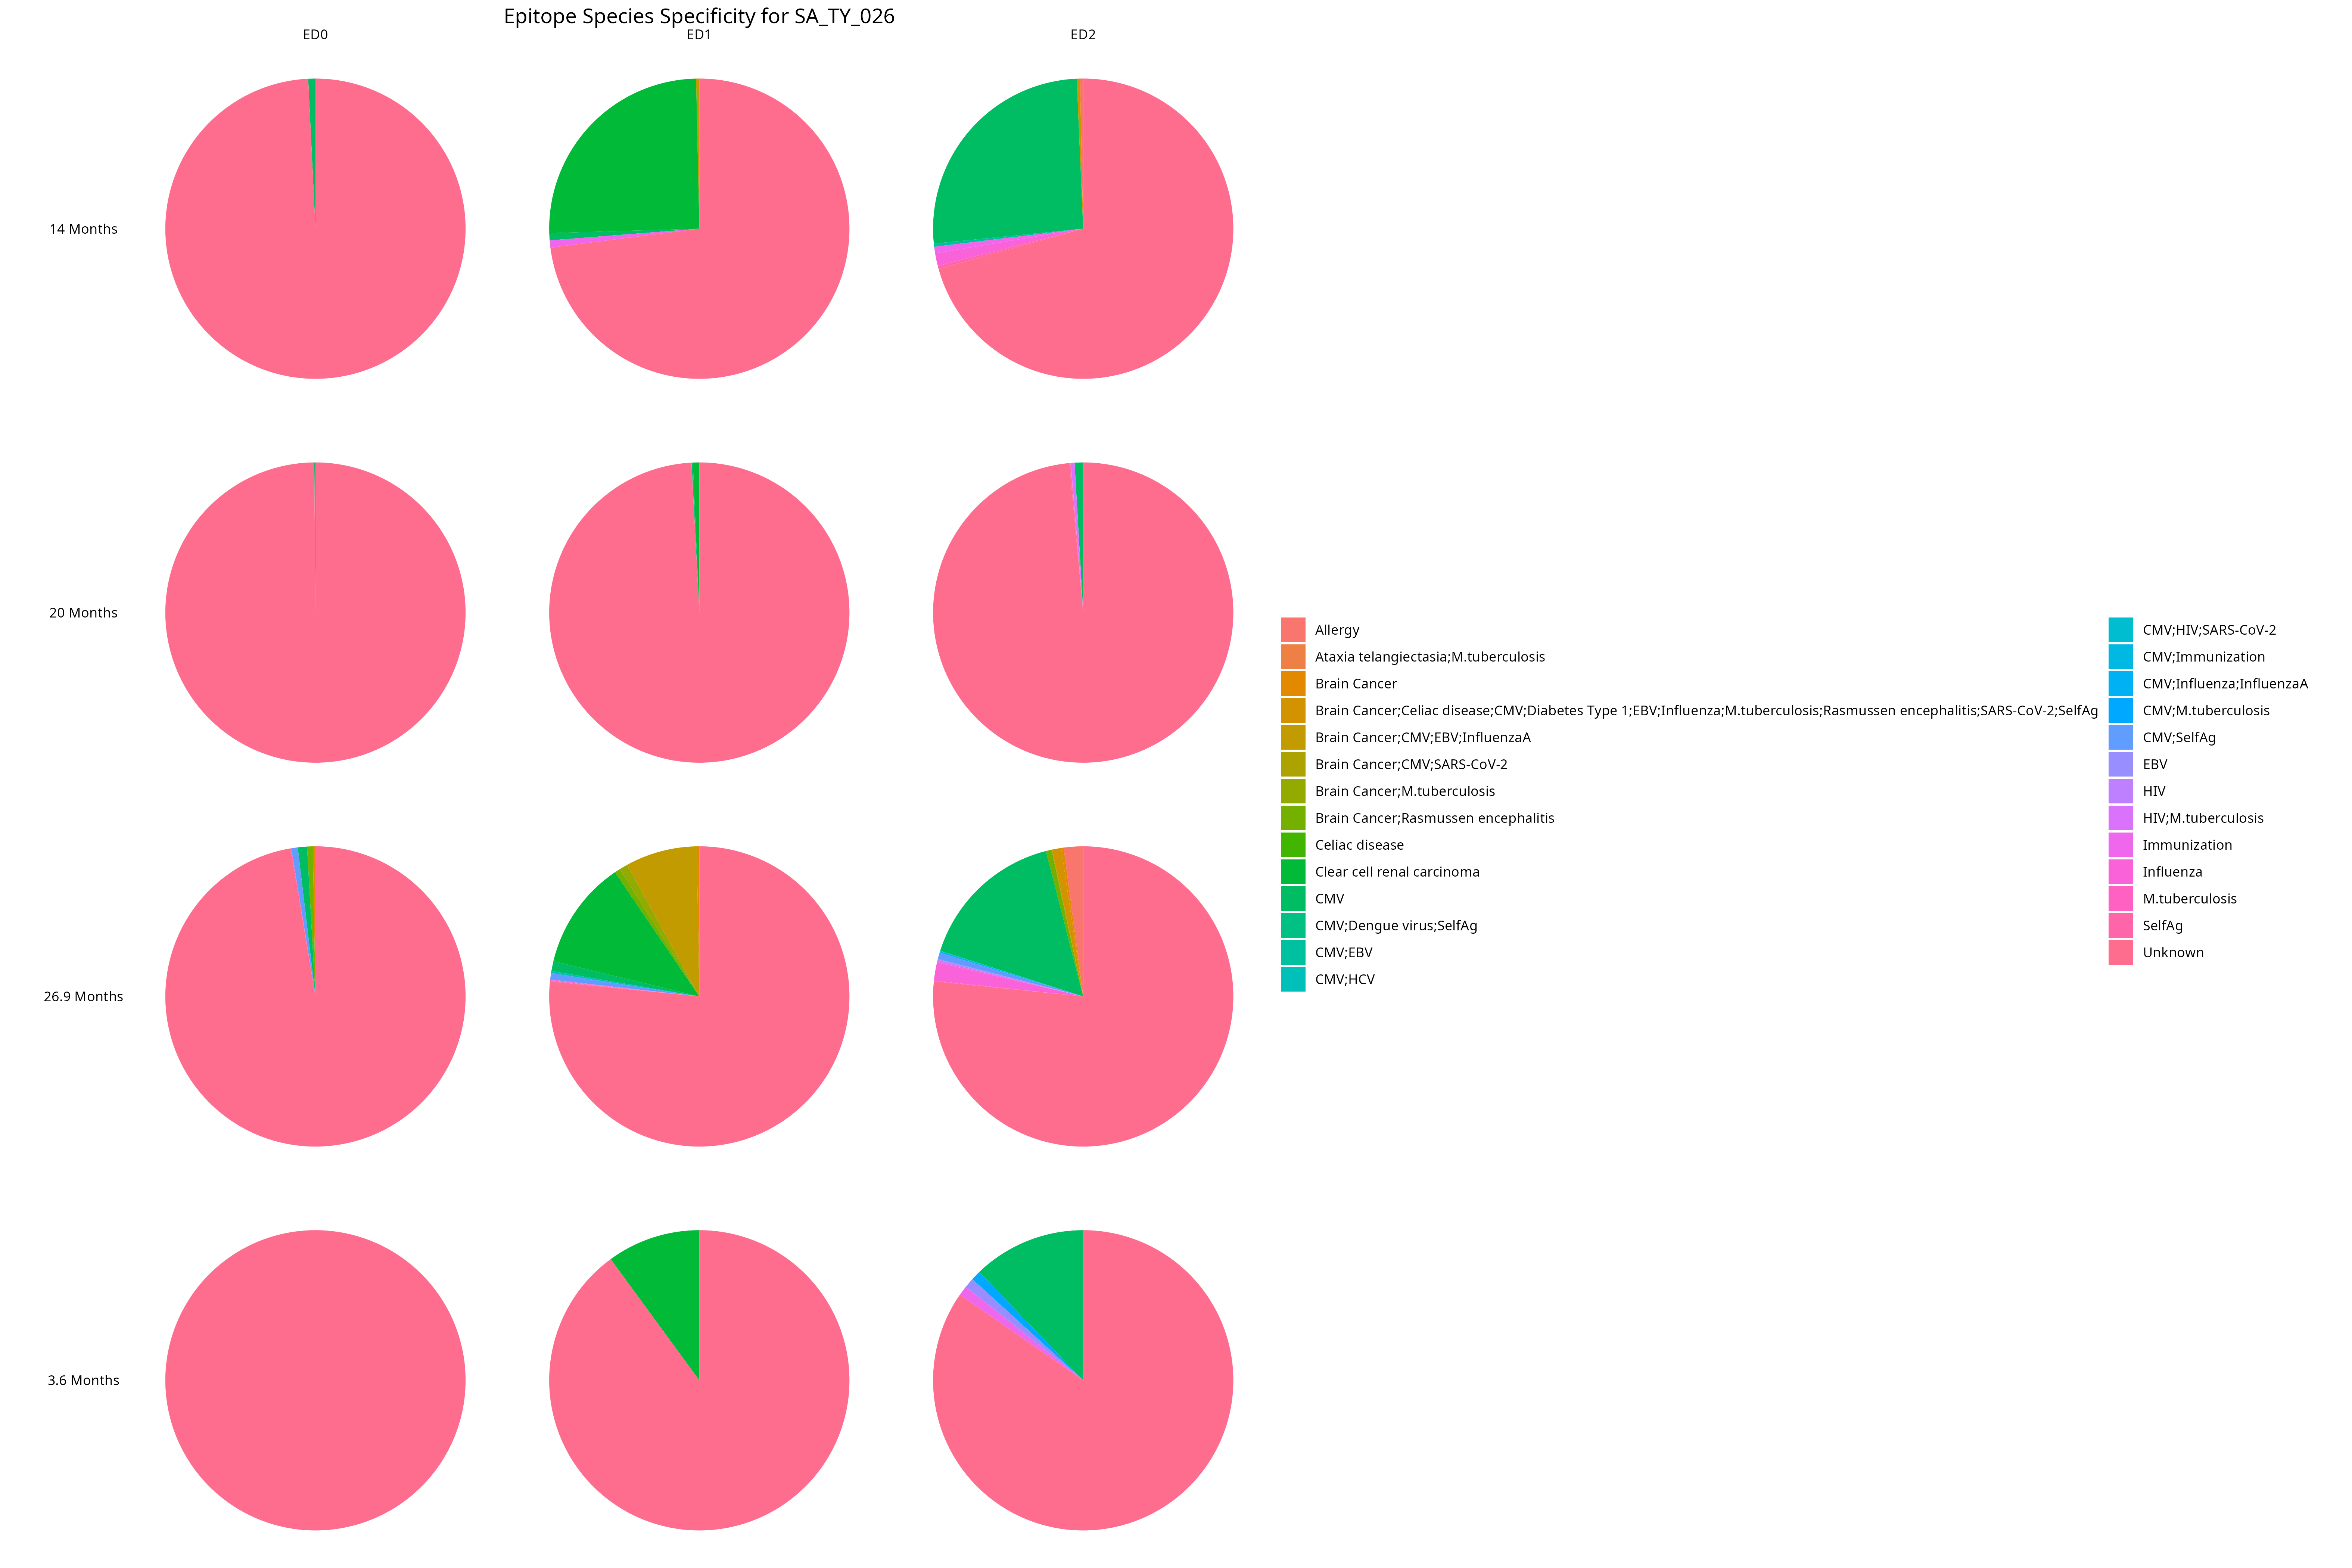 Epitope Species Specificity for SA_TY_026
ED0
ED1
ED2
14 Months
20 Months
26.9 Months
3.6 Months
Allergy
Ataxia telangiectasia;M.tuberculosis
Brain Cancer
Brain Cancer;Celiac disease;CMV;Diabetes Type 1;EBV;Influenza;M.tuberculosis;Rasmussen encephalitis;SARS-CoV-2;SelfAg
Brain Cancer;CMV;EBV;InfluenzaA
Brain Cancer;CMV;SARS-CoV-2
Brain Cancer;M.tuberculosis
Brain Cancer;Rasmussen encephalitis
Celiac disease
Clear cell renal carcinoma
CMV
CMV;Dengue virus;SelfAg
CMV;EBV
CMV;HCV
CMV;HIV;SARS-CoV-2
CMV;Immunization
CMV;Influenza;InfluenzaA
CMV;M.tuberculosis
CMV;SelfAg
EBV
HIV
HIV;M.tuberculosis
Immunization
Influenza
M.tuberculosis
SelfAg
Unknown